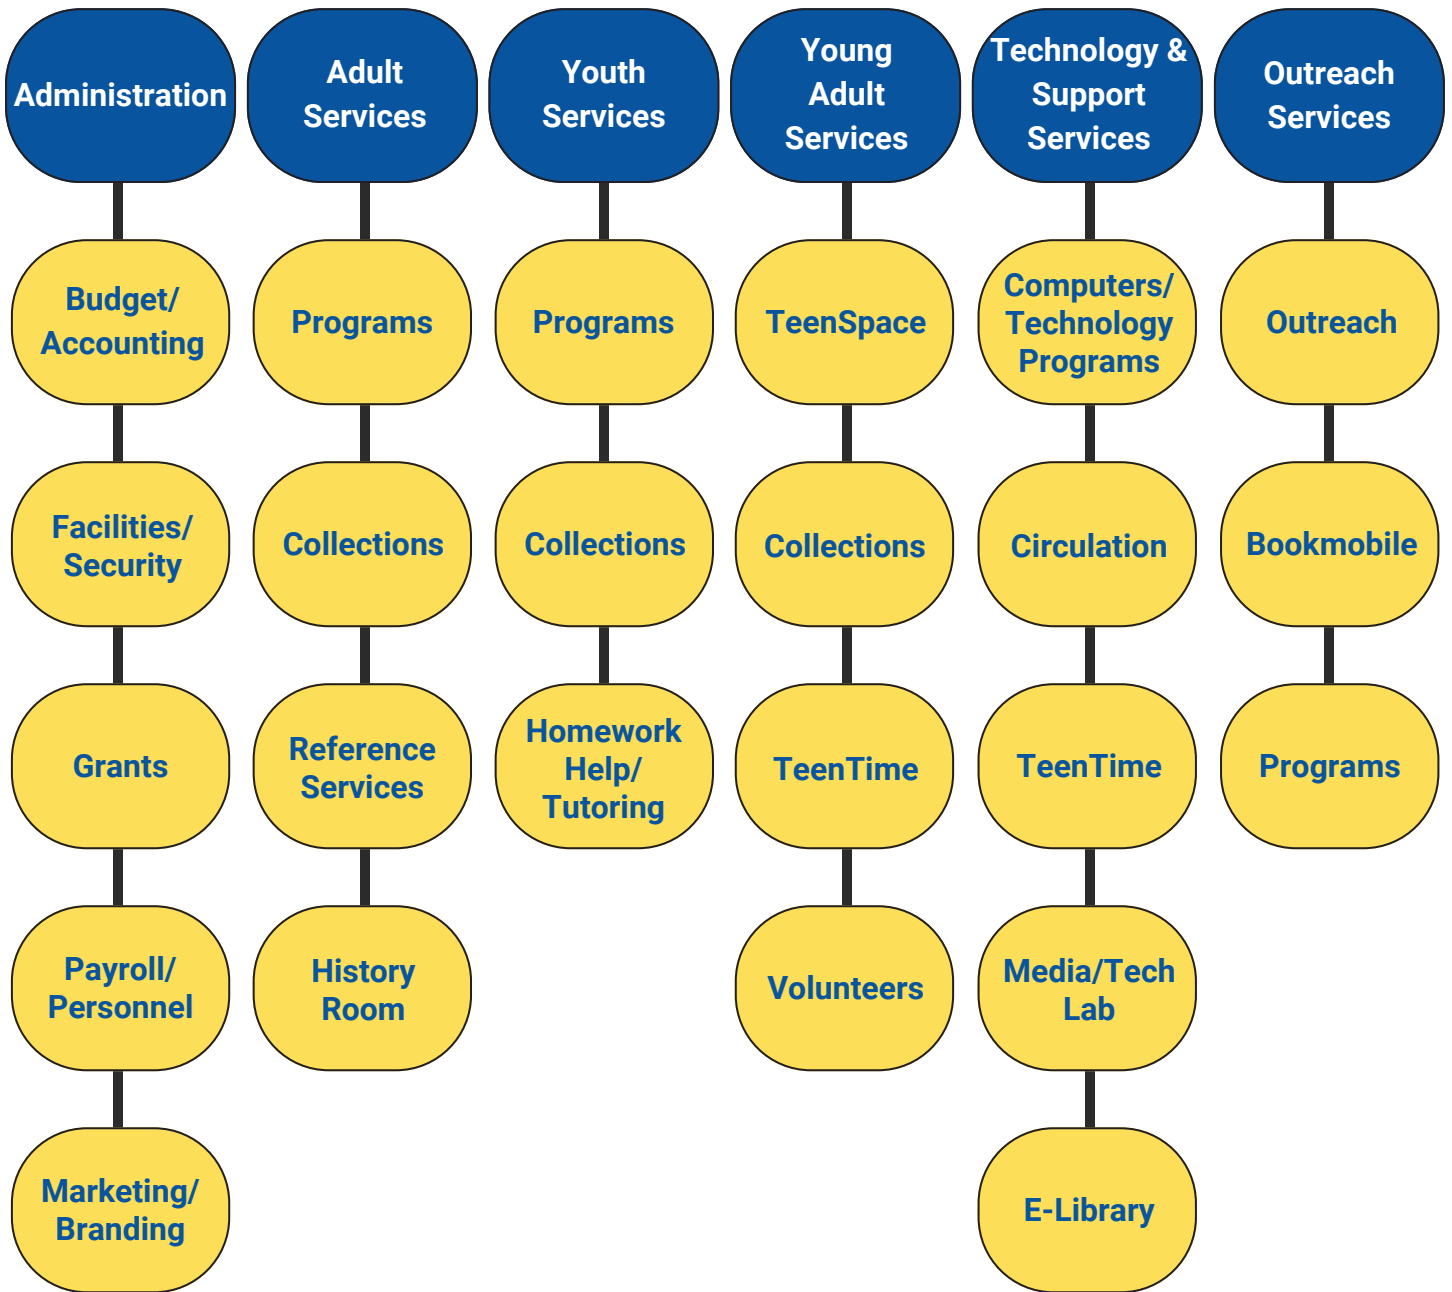 Administration
Adult
Services
Youth
Services
Young
Adult
Services
Technology &
Support
Services
Outreach
Services
Budget/
Accounting
Programs
Programs
TeenSpace
Computers/
Technology
Programs
Outreach
Facilities/
Security
Collections
Collections
Collections
Circulation
Bookmobile
Grants
Reference
Services
Homework
Help/
Tutoring
TeenTime
TeenTime
Programs
Payroll/
Personnel
History
Room
Volunteers
Media/Tech
Lab
Marketing/
Branding
E-Library